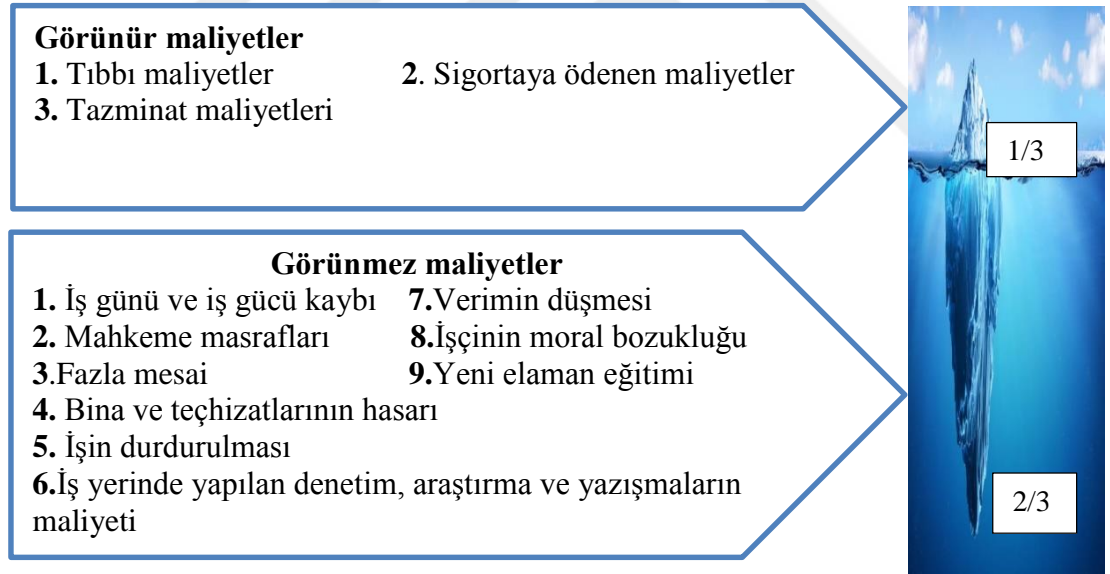 Görünür maliyetler
1. Tıbbı maliyetler 2. Sigortaya ödenen maliyetler
3. Tazminat maliyetleri
1/3
Görünmez maliyetler
1. İş günü ve iş gücü kaybı 7.Verimin düşmesi
2. Mahkeme masrafları 8.İşçinin moral bozukluğu
3.Fazla mesai 9.Yeni elaman eğitimi
4. Bina ve teçhizatlarının hasarı
5. İşin durdurulması
6.İş yerinde yapılan denetim, araştırma ve yazışmaların
maliyeti
2/3